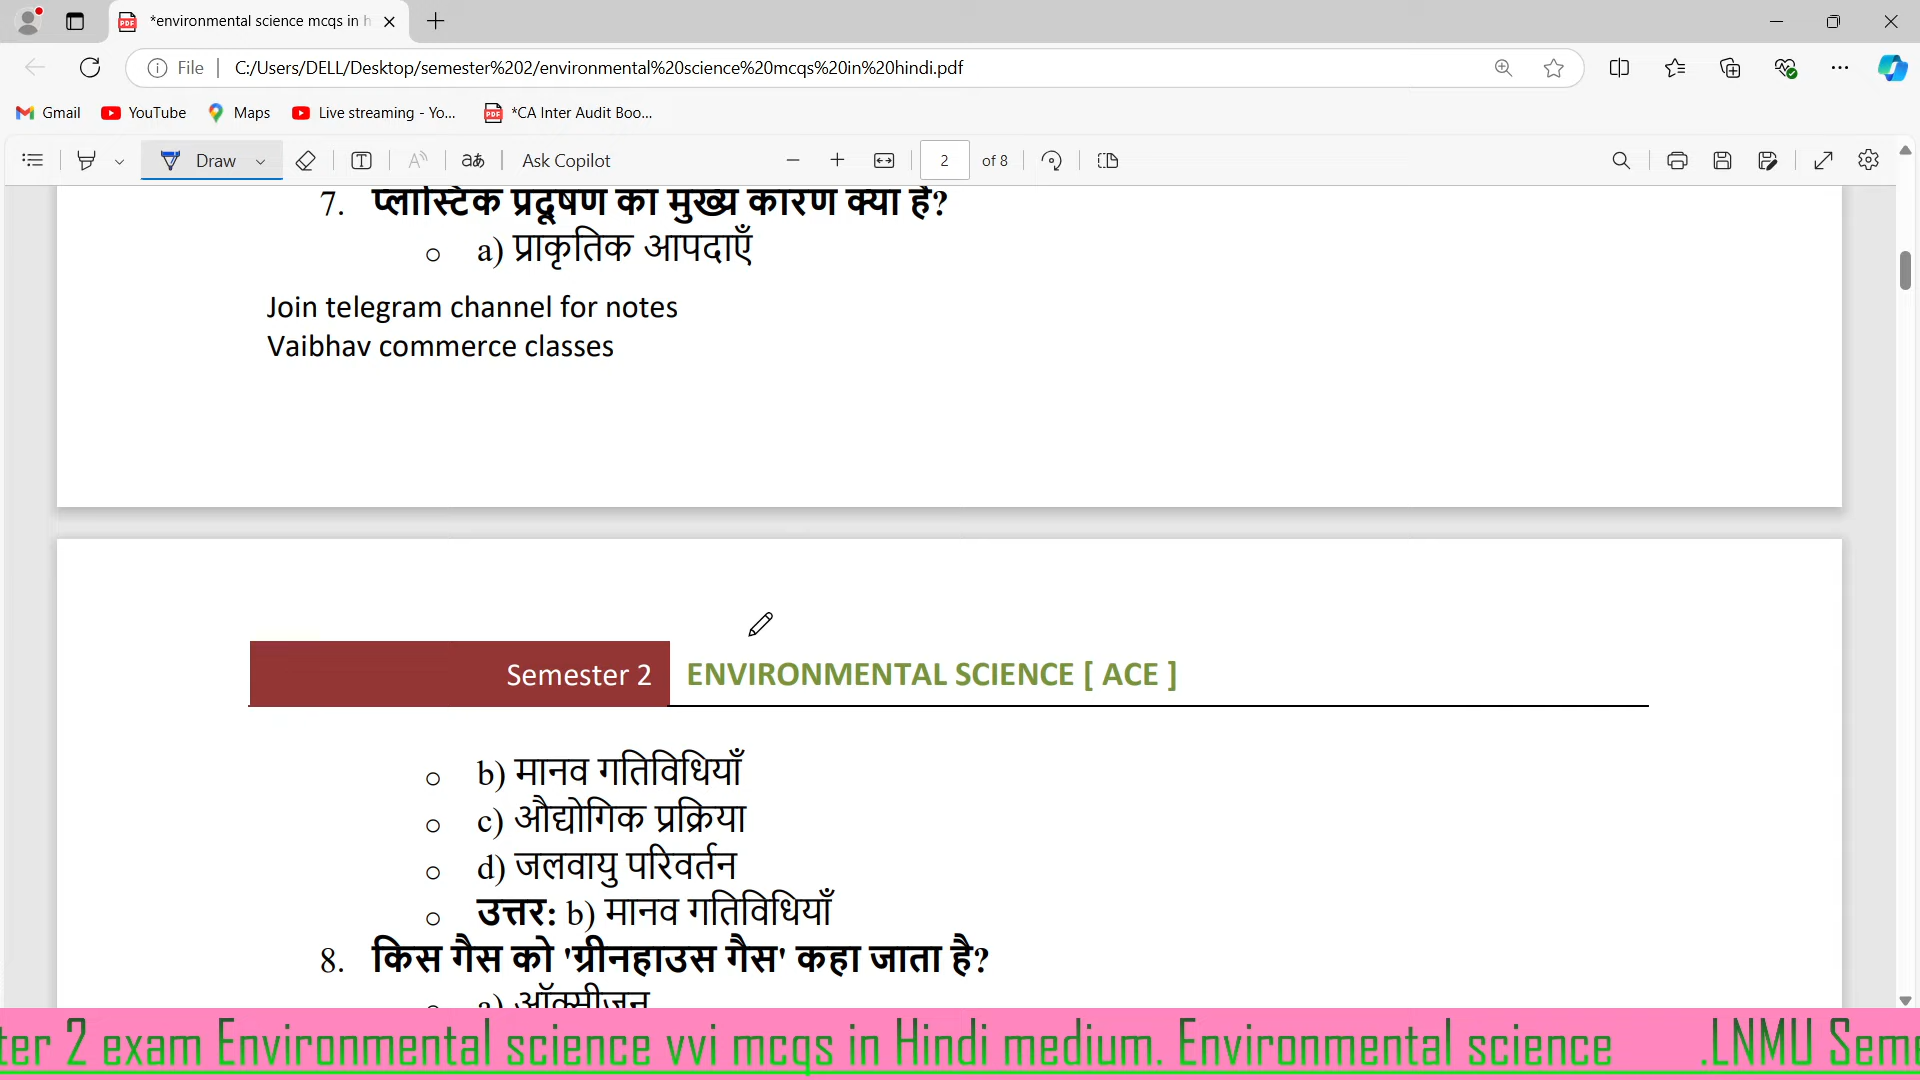 *environmental science mcqs in h
File
C:/Users/DELL/Desktop/semester%202/environmental%20science%20mcqs%20in%20hindi.pdf
Gmail
YouTube
Maps
Live streaming - Yo...
*CA Inter Audit Boo...
Draw
Ask Copilot
2 of 8
7. प्लास्टिक प्रदूषण का मुख्य कारण क्या है?
a) प्राकृतिक आपदाएँ
Join telegram channel for notes
Vaibhav commerce classes
Semester 2 ENVIRONMENTAL SCIENCE [ ACE ]
b) मानव गतिविधियाँ
c) औद्योगिक प्रक्रिया
d) जलवायु परिवर्तन
उत्तर: b) मानव गतिविधियाँ
8. किस गैस को 'ग्रीनहाउस गैस' कहा जाता है?
a) ऑक्सीजन
ter 2 exam Environmental science vvi mcqs in Hindi medium. Environmental science .LNMU Seme